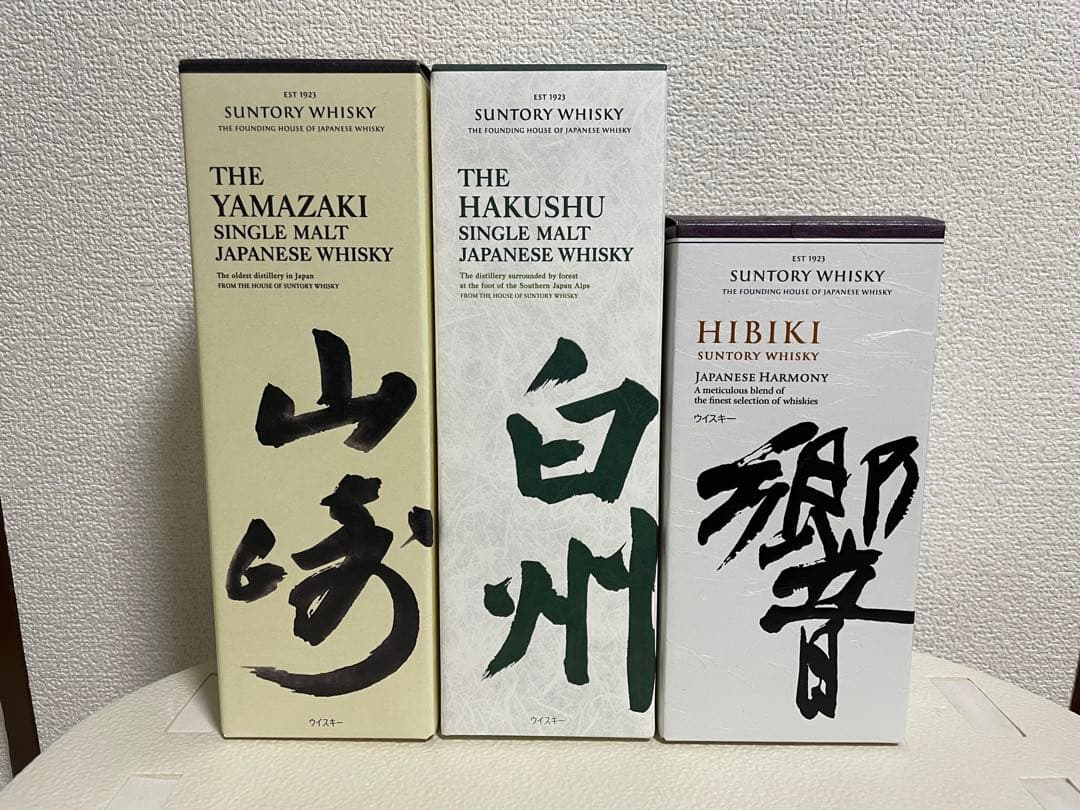 EST 1923
SUNTORY WHISKY
THE FOUNDING HOUSE OF JAPANESE WHISKY
THE
YAMAZAKI
SINGLE MALT
JAPANESE WHISKY
The oldest distillery in Japan
FROM THE HOUSE OF SUNTORY WHISKY
山
崎
ウイスキー
EST 1923
SUNTORY WHISKY
THE FOUNDING HOUSE OF JAPANESE WHISKY
THE
HAKUSHU
SINGLE MALT
JAPANESE WHISKY
The distillery surrounded by forest
at the foot of the Southern Japan Alps
FROM THE HOUSE OF SUNTORY WHISKY
白
州
ウイスキー
EST 1923
SUNTORY WHISKY
THE FOUNDING HOUSE OF JAPANESE WHISKY
HIBIKI
SUNTORY WHISKY
JAPANESE HARMONY
A meticulous blend of
the finest selection of whiskies
ウイスキー
響